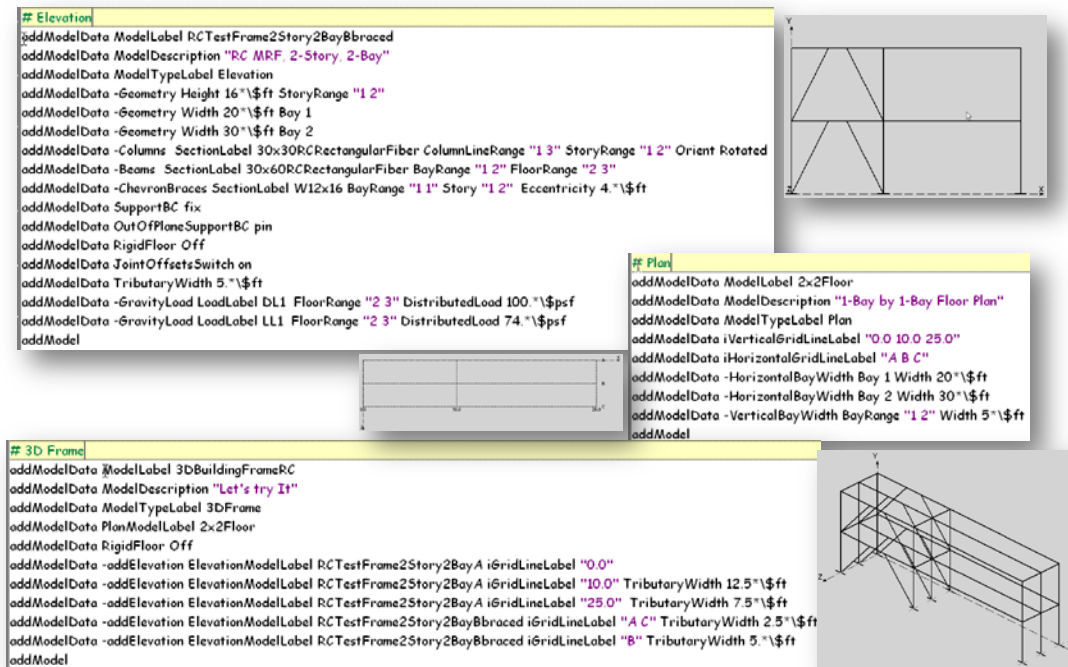 # Elevation
addModelData ModelLabel RCTestFrame2Story2BayBbraced
addModelData ModelDescription "RC MRF, 2-Story, 2-Bay"
addModelData ModelTypeLabel Elevation
addModelData -Geometry Height 16*\$ft StoryRange "1 2"
addModelData -Geometry Width 20*\$ft Bay 1
addModelData -Geometry Width 30*\$ft Bay 2
addModelData -Columns SectionLabel 30x30RCRectangularFiber ColumnLineRange "1 3" StoryRange "1 2" Orient Rotated
addModelData -Beams SectionLabel 30x60RCRectangularFiber BayRange "1 2" FloorRange "2 3"
addModelData -ChevronBraces SectionLabel W12x16 BayRange "1 1" Story "1 2" Eccentricity 4.*\$ft
addModelData SupportBC fix
addModelData OutOfPlaneSupportBC pin
addModelData RigidFloor Off
addModelData JointOffsetsSwitch on
addModelData TributaryWidth 5.*\$ft
addModelData -GravityLoad LoadLabel DL1 FloorRange "2 3" DistributedLoad 100.*\$psf
addModelData -GravityLoad LoadLabel LL1 FloorRange "2 3" DistributedLoad 74.*\$psf
addModel
Y
X
Z
# Plan
addModelData ModelLabel 2x2Floor
addModelData ModelDescription "1-Bay by 1-Bay Floor Plan"
addModelData ModelTypeLabel Plan
addModelData iVerticalGridLineLabel "0.0 10.0 25.0"
addModelData iHorizontalGridLineLabel "A B C"
addModelData -HorizontalBayWidth Bay 1 Width 20*\$ft
addModelData -HorizontalBayWidth Bay 2 Width 30*\$ft
addModelData -VerticalBayWidth BayRange "1 2" Width 5*\$ft
addModel
# 3D Frame
addModelData ModelLabel 3DBuildingFrameRC
addModelData ModelDescription "Let's try It"
addModelData ModelTypeLabel 3DFrame
addModelData PlanModelLabel 2x2Floor
addModelData RigidFloor Off
addModelData -addElevation ElevationModelLabel RCTestFrame2Story2BayA iGridLineLabel "0.0"
addModelData -addElevation ElevationModelLabel RCTestFrame2Story2BayA iGridLineLabel "10.0" TributaryWidth 12.5*\$ft
addModelData -addElevation ElevationModelLabel RCTestFrame2Story2BayA iGridLineLabel "25.0" TributaryWidth 7.5*\$ft
addModelData -addElevation ElevationModelLabel RCTestFrame2Story2BayBbraced iGridLineLabel "A C" TributaryWidth 2.5*\$ft
addModelData -addElevation ElevationModelLabel RCTestFrame2Story2BayBbraced iGridLineLabel "B" TributaryWidth 5.*\$ft
addModel
Y
Z